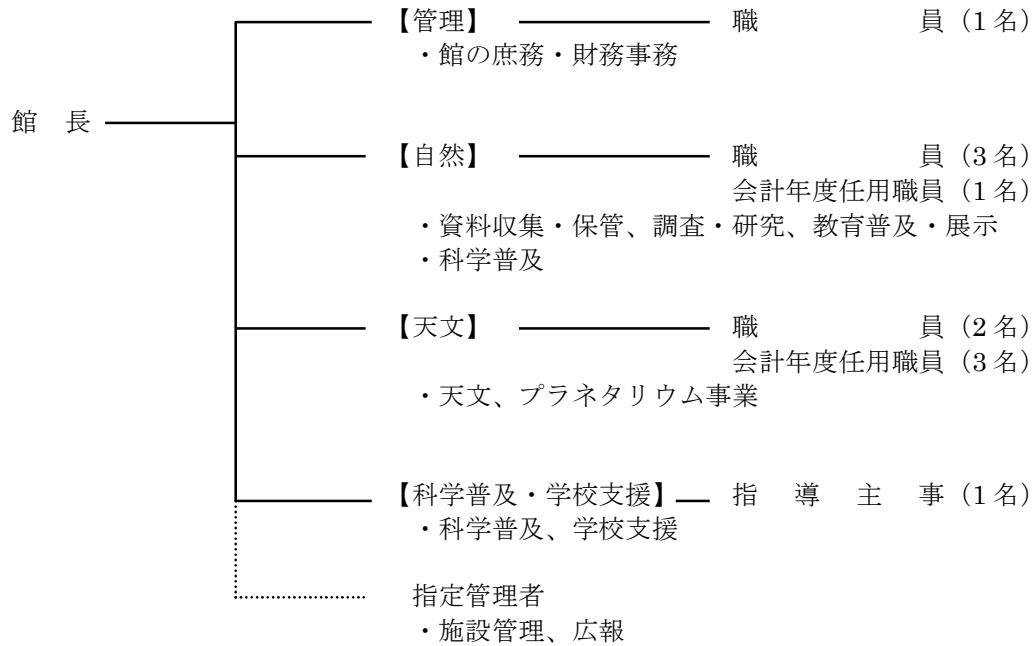 【管理】 職員（1名）
・館の庶務・財務事務
館長
【自然】 職員（3名）
会計年度任用職員（1名）
・資料収集・保管、調査・研究、教育普及・展示
・科学普及
【天文】 職員（2名）
会計年度任用職員（3名）
・天文、プラネタリウム事業
【科学普及・学校支援】 指導主事（1名）
・科学普及、学校支援
指定管理者
・施設管理、広報